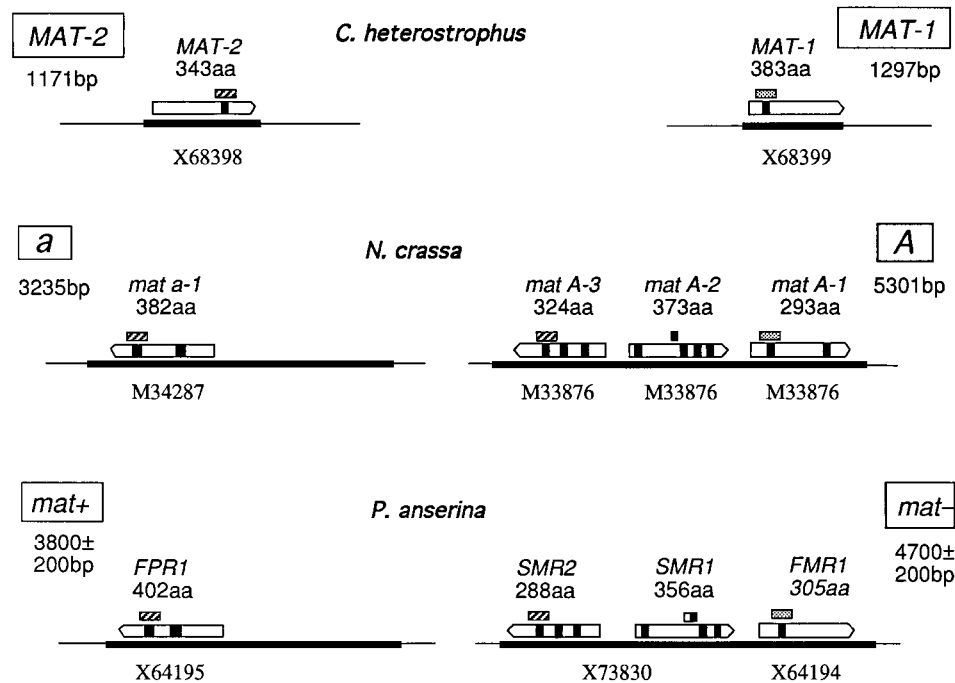 MAT-2
C. heterostrophus
MAT-1
1171bp
MAT-2
343aa
MAT-1
383aa
1297bp
X68398
X68399
a
N. crassa
A
3235bp
mat a-1
382aa
mat A-3
324aa
mat A-2
373aa
mat A-1
293aa
5301bp
M34287
M33876
M33876
M33876
mat+
P. anserina
mat–
3800±
200bp
FPR1
402aa
SMR2
288aa
SMR1
356aa
FMR1
305aa
4700±
200bp
X64195
X73830
X64194